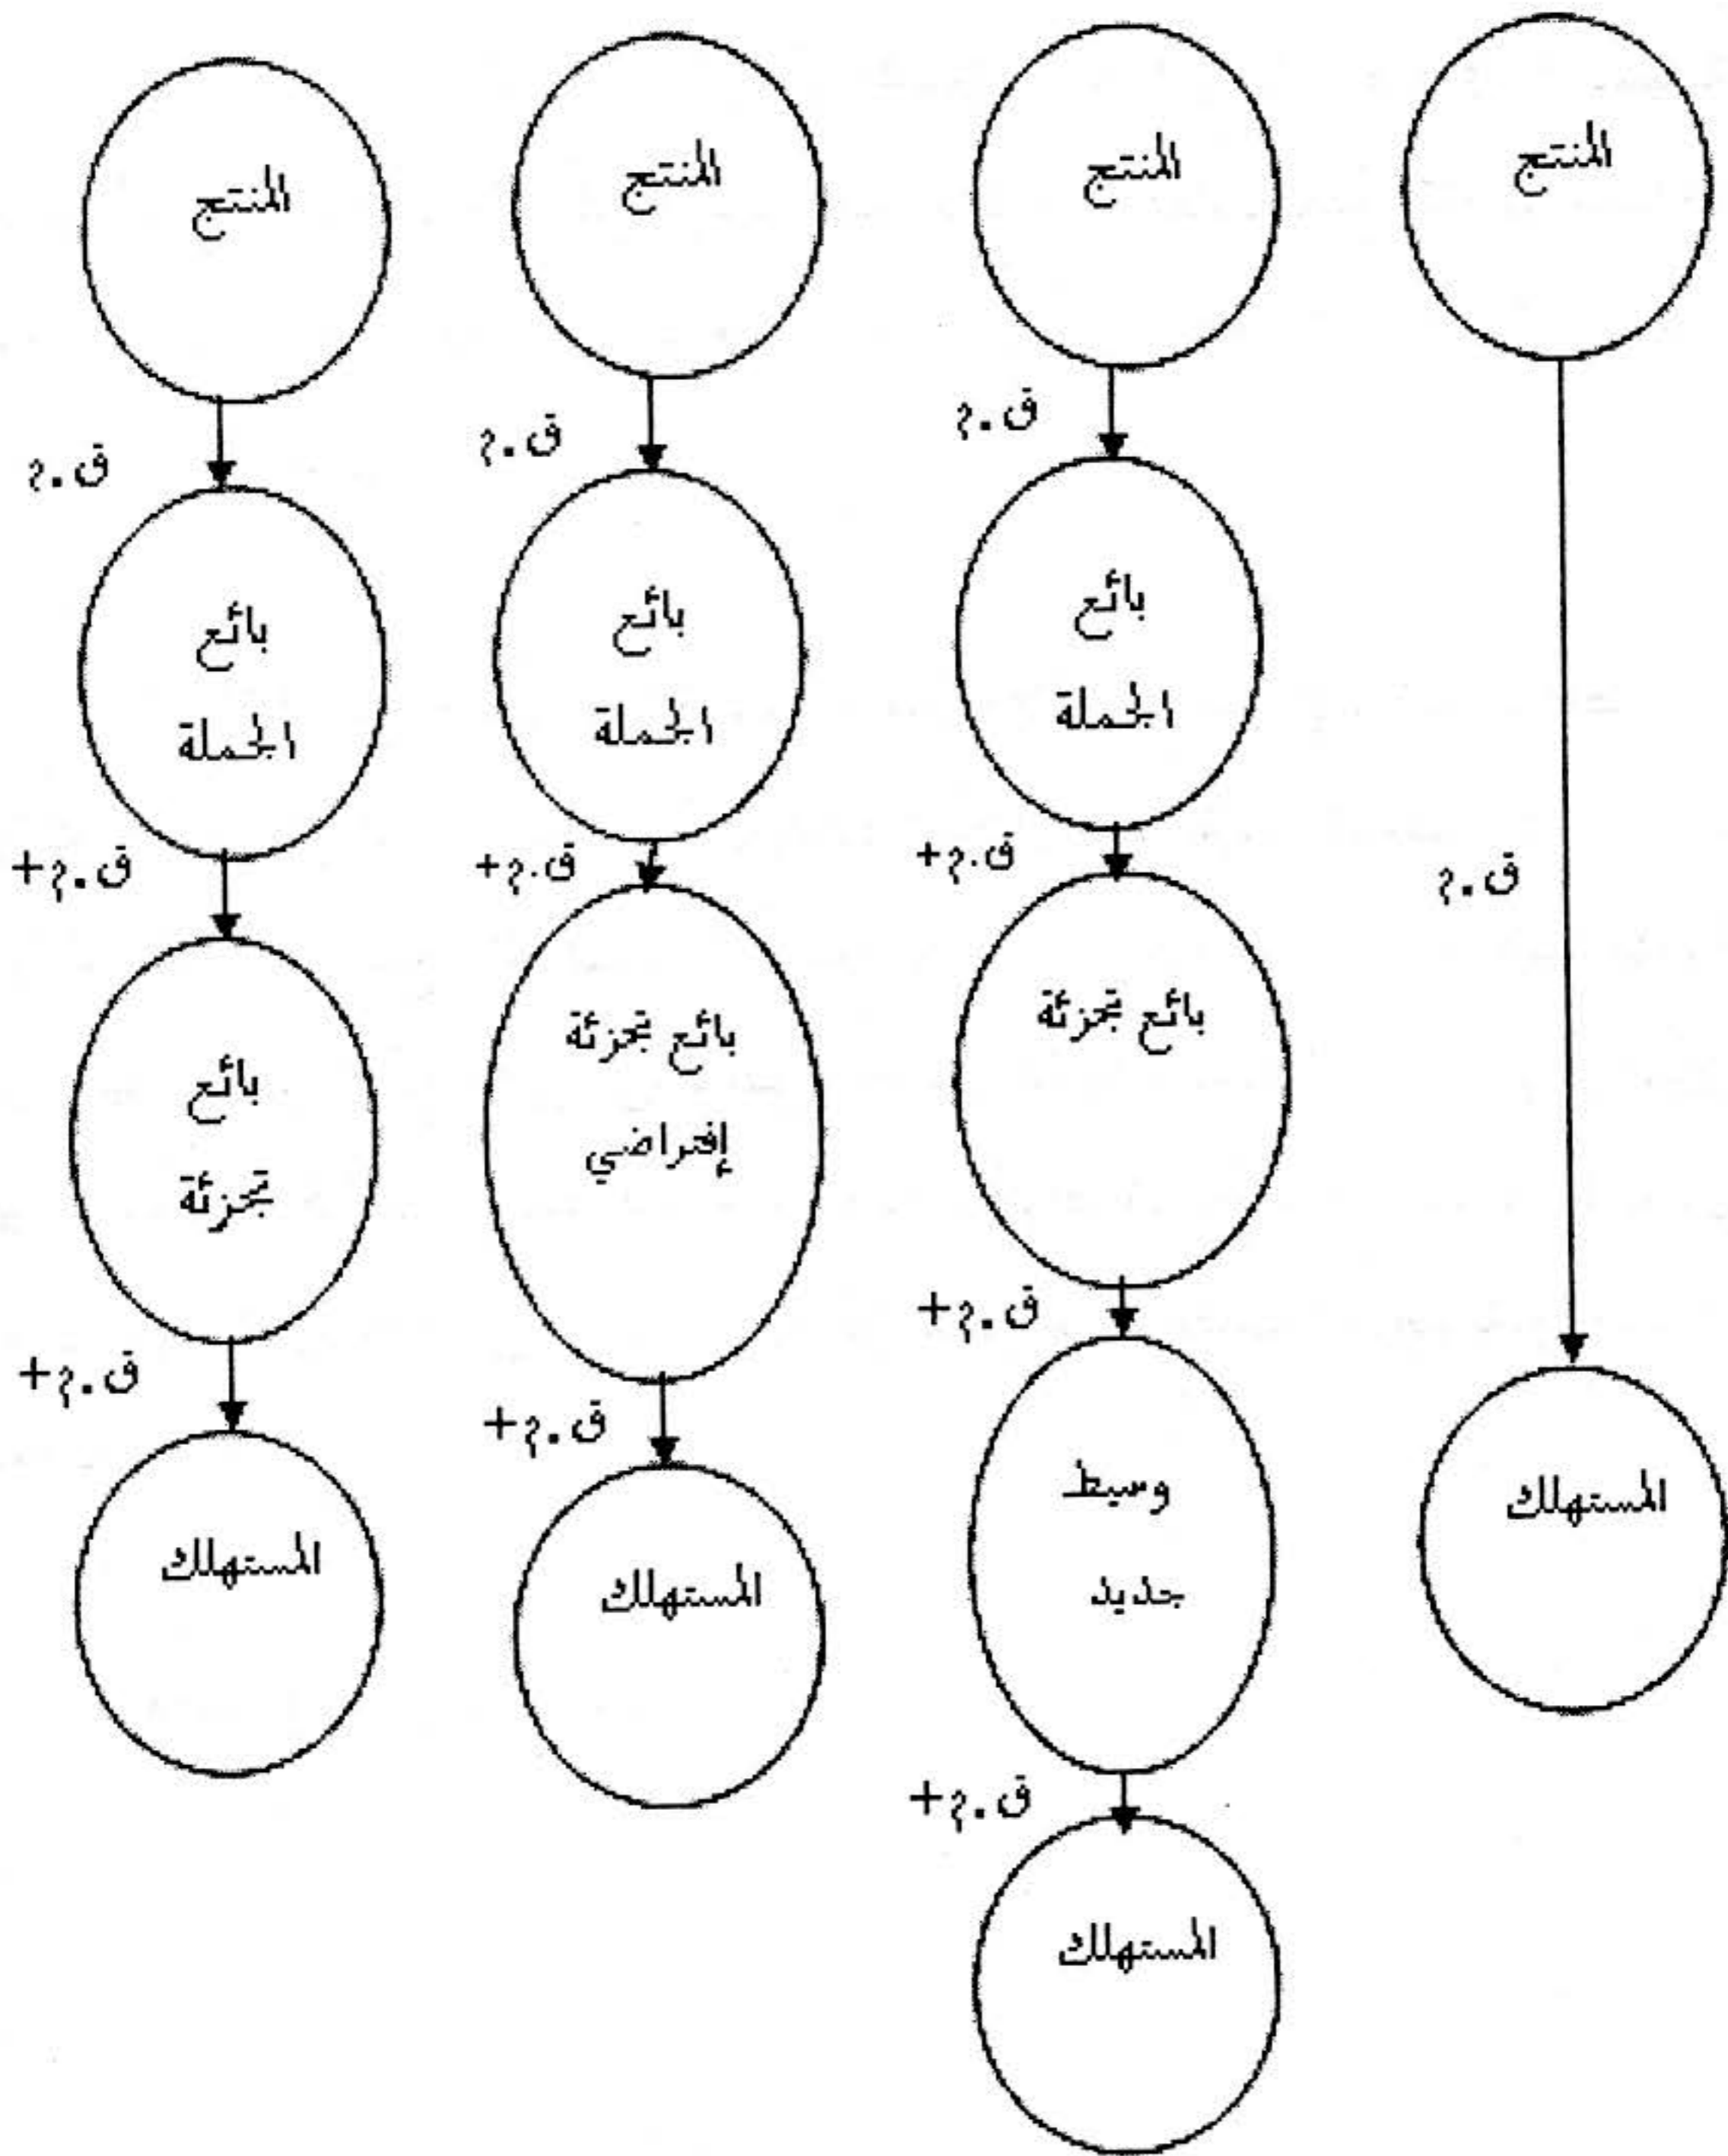 المنتج
ق.م
المستهلك
المنتج
ق.م
بائع
الجملة
ق.م+
بائع تجزئة
ق.م+
وسيط
جديد
ق.م+
المستهلك
المنتج
ق.م
بائع
الجملة
ق.م+
بائع تجزئة
إفتراضي
ق.م+
المستهلك
المنتج
ق.م
بائع
الجملة
ق.م+
بائع
تجزئة
ق.م+
المستهلك